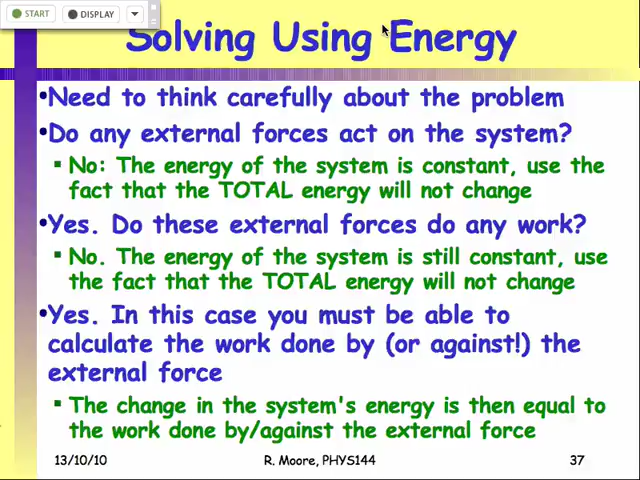 START
DISPLAY
Solving Using Energy
•Need to think carefully about the problem
•Do any external forces act on the system?
▪ No: The energy of the system is constant, use the
fact that the TOTAL energy will not change
•Yes. Do these external forces do any work?
▪ No. The energy of the system is still constant, use
the fact that the TOTAL energy will not change
•Yes. In this case you must be able to
calculate the work done by (or against!) the
external force
▪ The change in the system's energy is then equal to
the work done by/against the external force
13/10/10
R. Moore, PHYS144
37